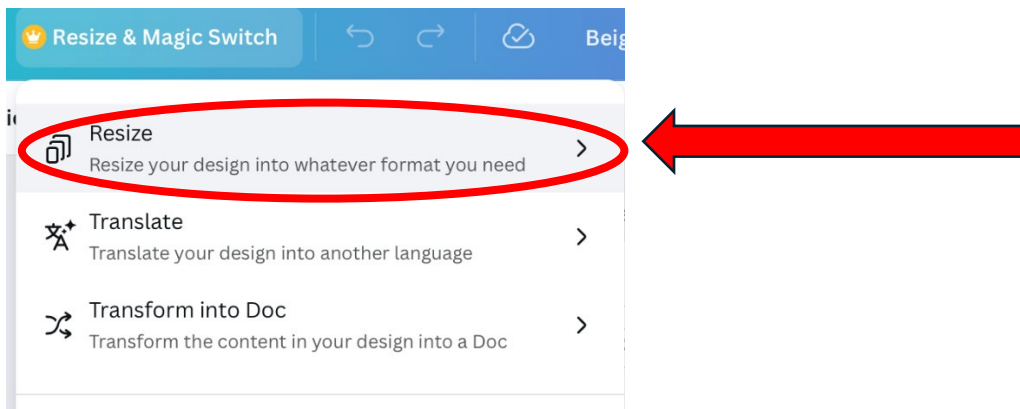 Resize & Magic Switch Beig
Resize
Resize your design into whatever format you need
Translate
Translate your design into another language
Transform into Doc
Transform the content in your design into a Doc